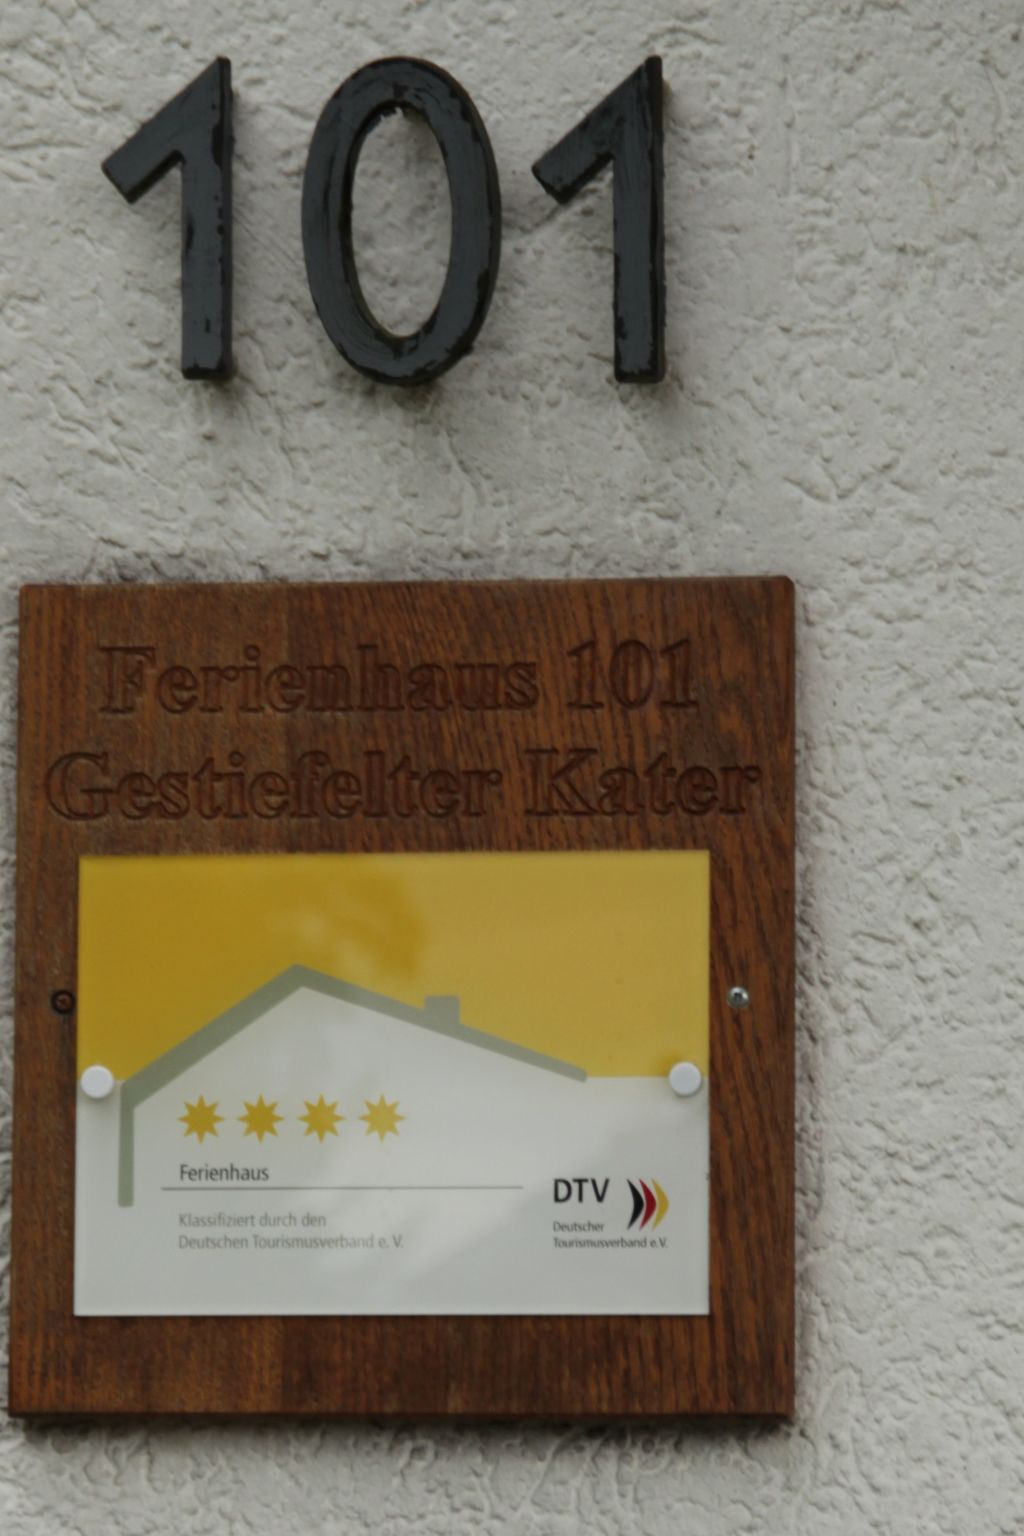 101
Ferienhaus 101
Gestiefelter Kater
Ferienhaus
Klassifiziert durch den
Deutschen Tourismusverband e. V.
DTV
Deutscher
Tourismusverband e.V.